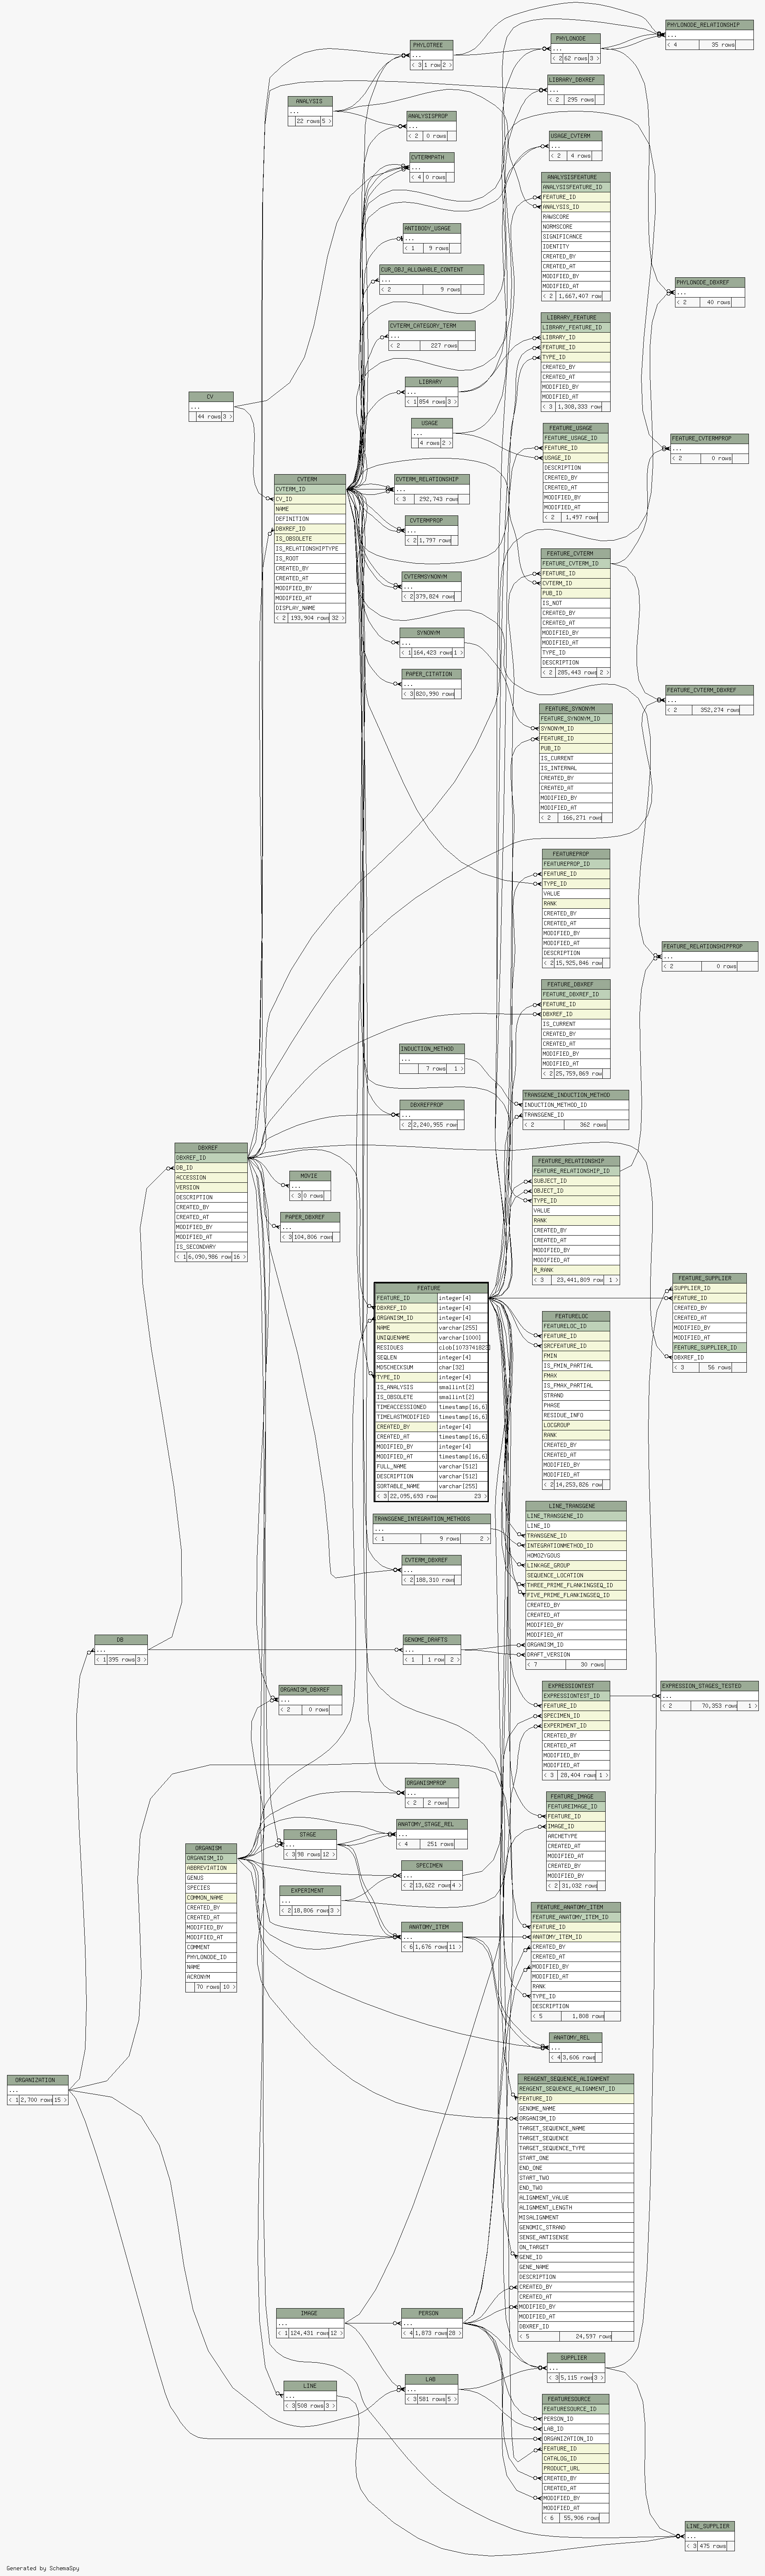 PHYLOTREE
...
< 3 1 row 2 >
PHYLONODE
...
< 2 62 rows 3 >
PHYLONODE_RELATIONSHIP
...
< 4 35 rows
LIBRARY_DBXREF
...
< 2 295 rows
ANALYSIS
...
22 rows 5 >
ANALYSISPROP
...
< 2 0 rows
USAGE_CVTERM
...
< 2 4 rows
CVTERMPATH
...
< 4 0 rows
ANALYSISFEATURE
ANALYSISFEATURE_ID
FEATURE_ID
ANALYSIS_ID
RAWSCORE
NORMSCORE
SIGNIFICANCE
IDENTITY
CREATED_BY
CREATED_AT
MODIFIED_BY
MODIFIED_AT
< 2 1,667,407 row
ANTIBODY_USAGE
...
< 1 9 rows
CUR_OBJ_ALLOWABLE_CONTENT
...
< 2 9 rows
PHYLONODE_DBXREF
...
< 2 40 rows
LIBRARY_FEATURE
LIBRARY_FEATURE_ID
LIBRARY_ID
FEATURE_ID
TYPE_ID
CREATED_BY
CREATED_AT
MODIFIED_BY
MODIFIED_AT
< 3 1,308,333 row
CVTERM_CATEGORY_TERM
...
< 2 227 rows
LIBRARY
...
< 1 854 rows 3 >
CV
...
44 rows 3 >
USAGE
...
4 rows 2 >
FEATURE_USAGE
FEATURE_USAGE_ID
FEATURE_ID
USAGE_ID
DESCRIPTION
CREATED_BY
CREATED_AT
MODIFIED_BY
MODIFIED_AT
< 2 1,497 rows
FEATURE_CVTERMPROP
...
< 2 0 rows
CVTERM
CVTERM_ID
CV_ID
NAME
DEFINITION
DBXREF_ID
IS_OBSOLETE
IS_RELATIONSHIPTYPE
IS_ROOT
CREATED_BY
CREATED_AT
MODIFIED_BY
MODIFIED_AT
DISPLAY_NAME
< 2 193,904 rows 32 >
CVTERM_RELATIONSHIP
...
< 3 292,743 rows
CVTERMPROP
...
< 2 1,797 rows
CVTERMSYNONYM
...
< 2 379,824 rows
FEATURE_CVTERM
FEATURE_CVTERM_ID
FEATURE_ID
CVTERM_ID
PUB_ID
IS_NOT
CREATED_BY
CREATED_AT
MODIFIED_BY
MODIFIED_AT
TYPE_ID
DESCRIPTION
< 2 285,443 rows 2 >
SYNONYM
...
< 1 164,423 rows 1 >
PAPER_CITATION
...
< 3 820,990 rows
FEATURE_CVTERM_DBXREF
...
< 2 352,274 rows
FEATURE_SYNONYM
FEATURE_SYNONYM_ID
SYNONYM_ID
FEATURE_ID
PUB_ID
IS_CURRENT
IS_INTERNAL
CREATED_BY
CREATED_AT
MODIFIED_BY
MODIFIED_AT
< 2 166,271 rows
FEATUREPROP
FEATUREPROP_ID
FEATURE_ID
TYPE_ID
VALUE
RANK
CREATED_BY
CREATED_AT
MODIFIED_BY
MODIFIED_AT
DESCRIPTION
< 2 15,925,846 row
FEATURE_RELATIONSHIPPROP
...
< 2 0 rows
FEATURE_DBXREF
FEATURE_DBXREF_ID
FEATURE_ID
DBXREF_ID
IS_CURRENT
CREATED_BY
CREATED_AT
MODIFIED_BY
MODIFIED_AT
< 2 25,759,869 row
INDUCTION_METHOD
...
7 rows 1 >
DBXREFPROP
...
< 2 2,240,955 row
TRANSGENE_INDUCTION_METHOD
INDUCTION_METHOD_ID
TRANSGENE_ID
< 2 362 rows
DBXREF
DBXREF_ID
DB_ID
ACCESSION
VERSION
DESCRIPTION
CREATED_BY
CREATED_AT
MODIFIED_BY
MODIFIED_AT
IS_SECONDARY
< 1 6,090,986 row 16 >
FEATURE_RELATIONSHIP
FEATURE_RELATIONSHIP_ID
SUBJECT_ID
OBJECT_ID
TYPE_ID
VALUE
RANK
CREATED_BY
CREATED_AT
MODIFIED_BY
MODIFIED_AT
R_RANK
< 3 23,441,809 row 1 >
MOVIE
...
< 3 0 rows
PAPER_DBXREF
...
< 3 104,806 rows
FEATURE_SUPPLIER
SUPPLIER_ID
FEATURE_ID
CREATED_BY
CREATED_AT
MODIFIED_BY
MODIFIED_AT
FEATURE_SUPPLIER_ID
DBXREF_ID
< 3 56 rows
FEATURE
FEATURE_ID integer[4]
DBXREF_ID integer[4]
ORGANISM_ID integer[4]
NAME varchar[255]
UNIQUENAME varchar[1000]
RESIDUES clob[1073741823]
SEQLEN integer[4]
MD5CHECKSUM char[32]
TYPE_ID integer[4]
IS_ANALYSIS smallint[2]
IS_OBSOLETE smallint[2]
TIMEACCESSIONED timestamp[16,6]
TIMELASTMODIFIED timestamp[16,6]
CREATED_BY integer[4]
CREATED_AT timestamp[16,6]
MODIFIED_BY integer[4]
MODIFIED_AT timestamp[16,6]
FULL_NAME varchar[512]
DESCRIPTION varchar[512]
SORTABLE_NAME varchar[255]
< 3 22,095,693 row 23 >
FEATURELOC
FEATURELOC_ID
FEATURE_ID
SRCFEATURE_ID
FMIN
IS_FMIN_PARTIAL
FMAX
IS_FMAX_PARTIAL
STRAND
PHASE
RESIDUE_INFO
LOCGROUP
RANK
CREATED_BY
CREATED_AT
MODIFIED_BY
MODIFIED_AT
< 2 14,253,826 row
TRANSGENE_INTEGRATION_METHODS
...
< 1 9 rows 2 >
CVTERM_DBXREF
...
< 2 188,310 rows
LINE_TRANSGENE
LINE_TRANSGENE_ID
LINE_ID
TRANSGENE_ID
INTEGRATIONMETHOD_ID
HOMOZYGOUS
LINKAGE_GROUP
SEQUENCE_LOCATION
THREE_PRIME_FLANKINGSEQ_ID
FIVE_PRIME_FLANKINGSEQ_ID
CREATED_BY
CREATED_AT
MODIFIED_BY
MODIFIED_AT
ORGANISM_ID
DRAFT_VERSION
< 7 30 rows
DB
...
< 1 395 rows 3 >
GENOME_DRAFTS
...
< 1 1 row 2 >
ORGANISM_DBXREF
...
< 2 0 rows
EXPRESSIONTEST
EXPRESSIONTEST_ID
FEATURE_ID
SPECIMEN_ID
EXPERIMENT_ID
CREATED_BY
CREATED_AT
MODIFIED_BY
MODIFIED_AT
< 3 28,404 rows 1 >
EXPRESSION_STAGES_TESTED
...
< 2 70,353 rows 1 >
ORGANISMPROP
...
< 2 2 rows
FEATURE_IMAGE
FEATUREIMAGE_ID
FEATURE_ID
IMAGE_ID
ARCHETYPE
CREATED_AT
MODIFIED_AT
CREATED_BY
MODIFIED_BY
< 2 31,032 rows
ANATOMY_STAGE_REL
...
< 4 251 rows
STAGE
...
< 3 98 rows 12 >
ORGANISM
ORGANISM_ID
ABBREVIATION
GENUS
SPECIES
COMMON_NAME
CREATED_BY
CREATED_AT
MODIFIED_BY
MODIFIED_AT
COMMENT
PHYLONODE_ID
NAME
ACRONYM
70 rows 10 >
SPECIMEN
...
< 2 13,622 rows 4 >
EXPERIMENT
...
< 2 18,806 rows 3 >
ANATOMY_ITEM
...
< 6 1,676 rows 11 >
FEATURE_ANATOMY_ITEM
FEATURE_ANATOMY_ITEM_ID
FEATURE_ID
ANATOMY_ITEM_ID
CREATED_BY
CREATED_AT
MODIFIED_BY
MODIFIED_AT
RANK
TYPE_ID
DESCRIPTION
< 5 1,808 rows
ANATOMY_REL
...
< 4 3,606 rows
ORGANIZATION
...
< 1 2,700 rows 15 >
REAGENT_SEQUENCE_ALIGNMENT
REAGENT_SEQUENCE_ALIGNMENT_ID
FEATURE_ID
GENOME_NAME
ORGANISM_ID
TARGET_SEQUENCE_NAME
TARGET_SEQUENCE
TARGET_SEQUENCE_TYPE
START_ONE
END_ONE
START_TWO
END_TWO
ALIGNMENT_VALUE
ALIGNMENT_LENGTH
MISALIGNMENT
GENOMIC_STRAND
SENSE_ANTISENSE
ON_TARGET
GENE_ID
GENE_NAME
DESCRIPTION
CREATED_BY
CREATED_AT
MODIFIED_BY
MODIFIED_AT
DBXREF_ID
< 5 24,597 rows
IMAGE
...
< 1 124,431 rows 12 >
PERSON
...
< 4 1,873 rows 28 >
SUPPLIER
...
< 3 5,115 rows 3 >
LAB
...
< 3 581 rows 5 >
LINE
...
< 3 508 rows 3 >
FEATURESOURCE
FEATURESOURCE_ID
PERSON_ID
LAB_ID
ORGANIZATION_ID
FEATURE_ID
CATALOG_ID
PRODUCT_URL
CREATED_BY
CREATED_AT
MODIFIED_BY
MODIFIED_AT
< 6 55,906 rows
LINE_SUPPLIER
...
< 3 475 rows
Generated by SchemaSpy